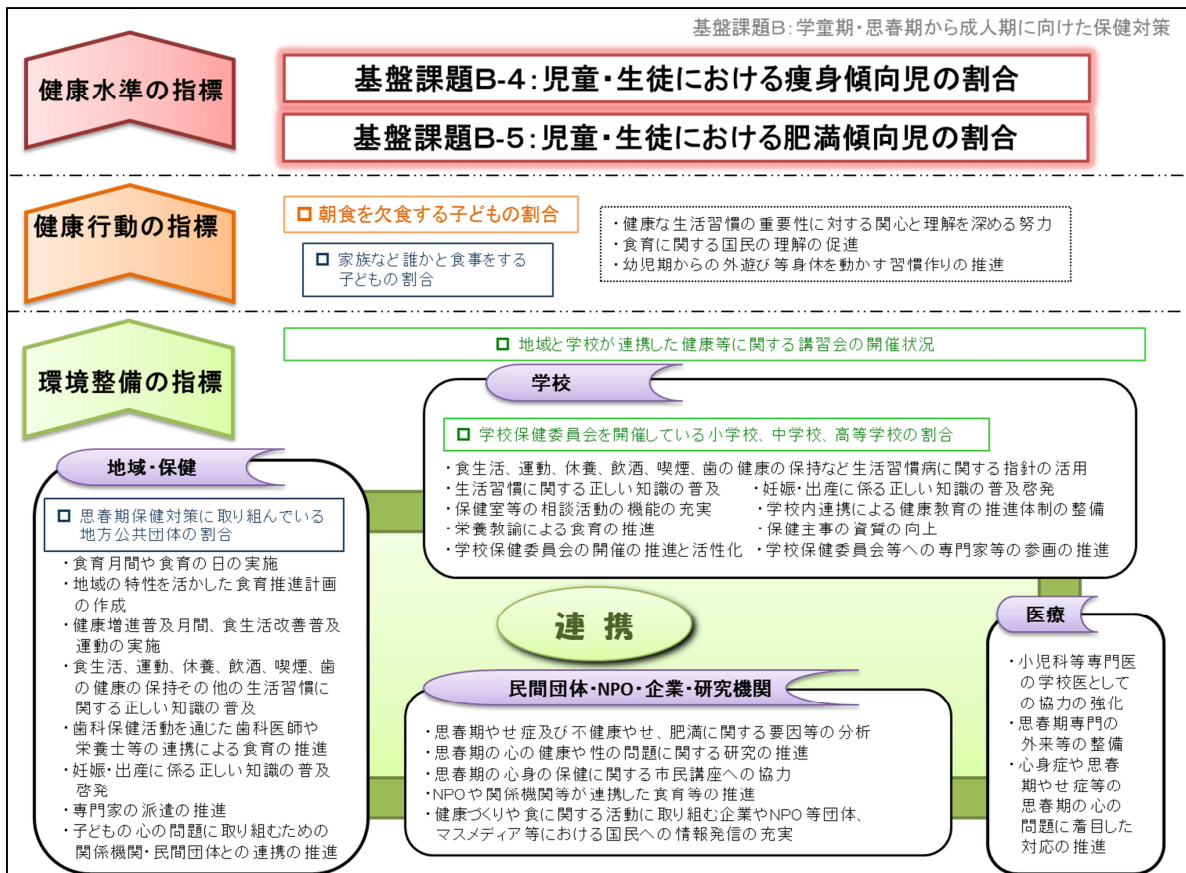 基盤課題B:学童期・思春期から成人期に向けた保健対策
健康水準の指標
基盤課題B-4:児童・生徒における痩身傾向児の割合
基盤課題B-5:児童・生徒における肥満傾向児の割合
健康行動の指標
□ 朝食を欠食する子どもの割合
□ 家族など誰かと食事をする
子どもの割合
・健康な生活習慣の重要性に対する関心と理解を深める努力
・食育に関する国民の理解の促進
・幼児期からの外遊び等身体を動かす習慣作りの推進
環境整備の指標
□ 地域と学校が連携した健康等に関する講習会の開催状況
学校
□ 学校保健委員会を開催している小学校、中学校、高等学校の割合
・食生活、運動、休養、飲酒、喫煙、歯の健康の保持など生活習慣病に関する指針の活用
・生活習慣に関する正しい知識の普及 ・妊娠・出産に係る正しい知識の普及啓発
・保健室等の相談活動の機能の充実 ・学校内連携による健康教育の推進体制の整備
・栄養教諭による食育の推進 ・保健主事の資質の向上
・学校保健委員会の開催の推進と活性化 ・学校保健委員会等への専門家等の参画の推進
地域・保健
□ 思春期保健対策に取り組んでいる
地方公共団体の割合
・食育月間や食育の日の実施
・地域の特性を活かした食育推進計画
の作成
・健康増進普及月間、食生活改善普及
運動の実施
・食生活、運動、休養、飲酒、喫煙、歯
の健康の保持その他の生活習慣に
関する正しい知識の普及
・歯科保健活動を通じた歯科医師や
栄養士等の連携による食育の推進
・妊娠・出産に係る正しい知識の普及
啓発
・専門家の派遣の推進
・子どもの心の問題に取り組むための
関係機関・民間団体との連携の推進
連携
民間団体・NPO・企業・研究機関
・思春期やせ症及び不健康やせ、肥満に関する要因等の分析
・思春期の心の健康や性の問題に関する研究の推進
・思春期の心身の保健に関する市民講座への協力
・NPOや関係機関等が連携した食育等の推進
・健康づくりや食に関する活動に取り組む企業やNPO等団体、
マスメディア等における国民への情報発信の充実
医療
・小児科等専門医
の学校医として
の協力の強化
・思春期専門の
外来等の整備
・心身症や思春
期やせ症等の
思春期の心の
問題に着目した
対応の推進